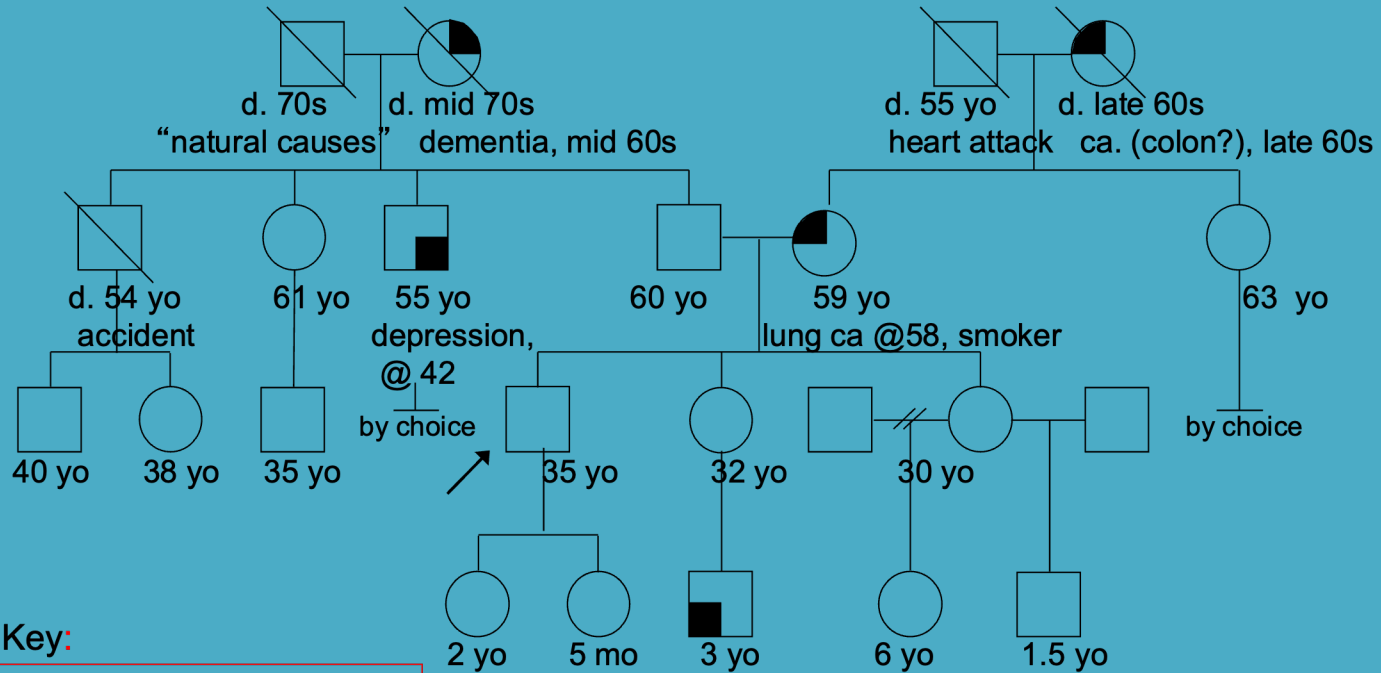 d. 70s d. mid 70s d. 55 yo d. late 60s
“natural causes” dementia, mid 60s heart attack ca. (colon?), late 60s
d. 54 yo 61 yo 55 yo 60 yo 59 yo 63 yo
accident depression, lung ca @58, smoker
@ 42
by choice by choice
40 yo 38 yo 35 yo 35 yo 32 yo 30 yo
Key:
2 yo 5 mo 3 yo 6 yo 1.5 yo